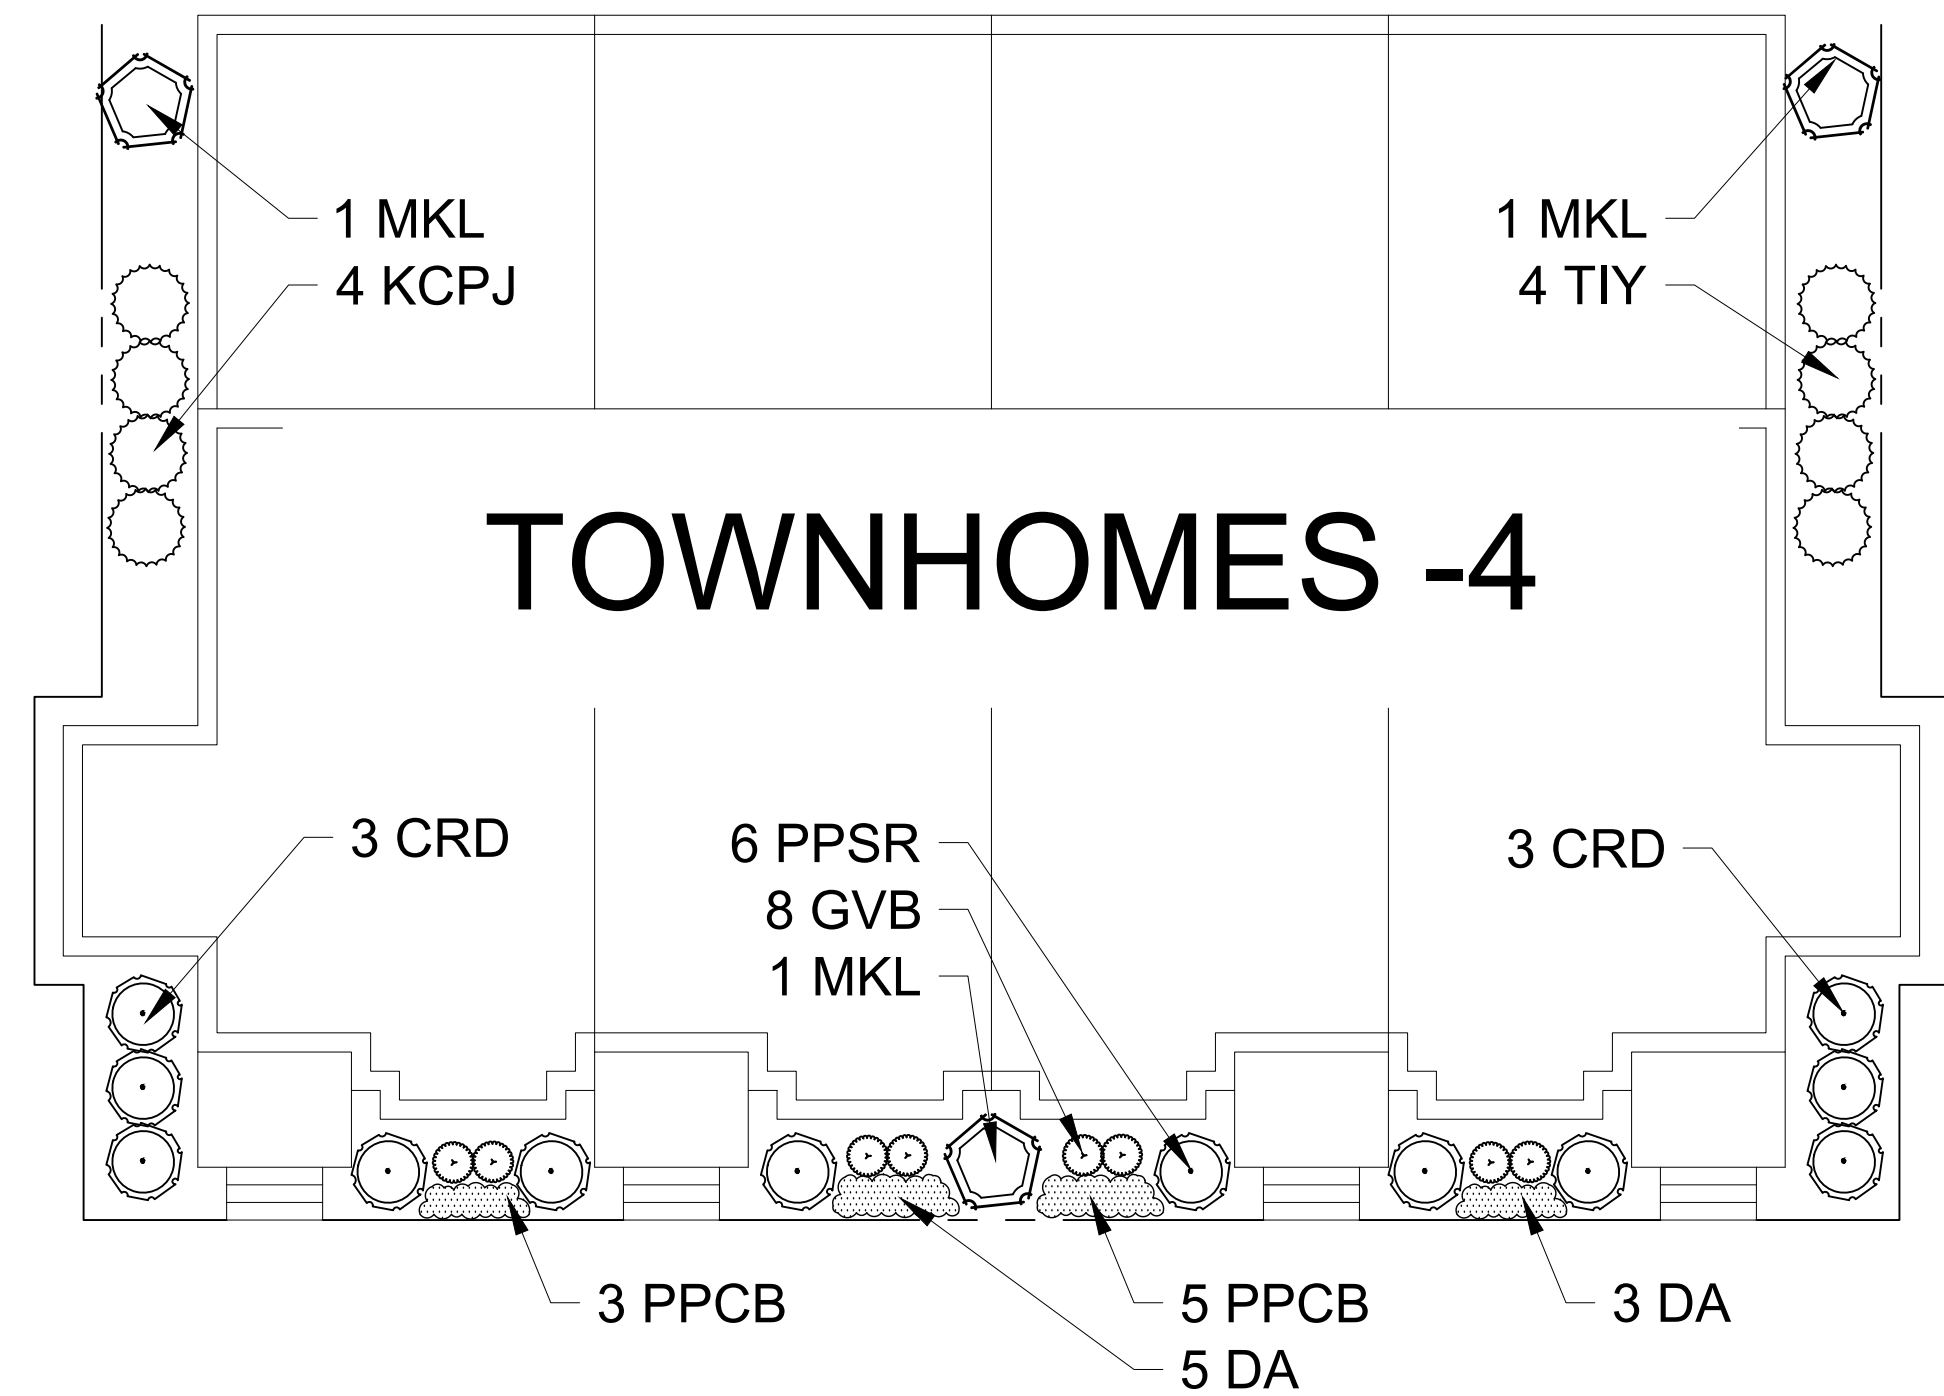 1 MKL
4 KCPJ
1 MKL
4 TIY
TOWNHOMES -4
3 CRD
6 PPSR
8 GVB
1 MKL
3 CRD
3 PPCB
5 PPCB
5 DA
3 DA